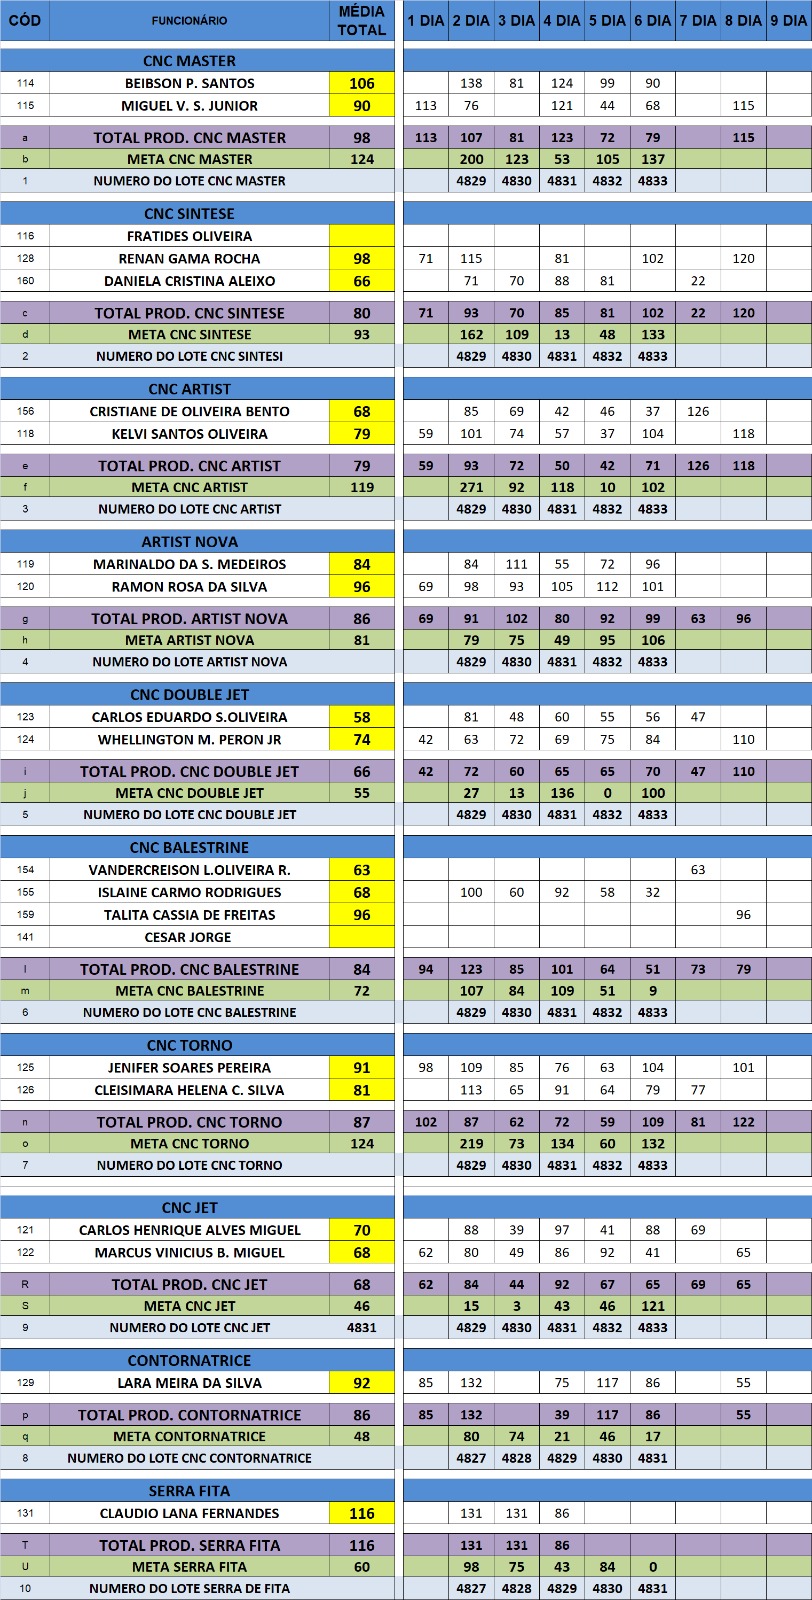 CÓD FUNCIONÁRIO MÉDIA TOTAL 1 DIA 2 DIA 3 DIA 4 DIA 5 DIA 6 DIA 7 DIA 8 DIA 9 DIA
CNC MASTER
114 BEIBSON P. SANTOS 106 138 81 124 99 90
115 MIGUEL V. S. JUNIOR 90 113 76 121 44 68 115
a TOTAL PROD. CNC MASTER 98 113 107 81 123 72 79 115
b META CNC MASTER 124 200 123 53 105 137
1 NUMERO DO LOTE CNC MASTER 4829 4830 4831 4832 4833
CNC SINTESE
116 FRATIDES OLIVEIRA
128 RENAN GAMA ROCHA 98 71 115 81 102 120
160 DANIELA CRISTINA ALEIXO 66 71 70 88 81 22
c TOTAL PROD. CNC SINTESE 80 71 93 70 85 81 102 22 120
d META CNC SINTESE 93 162 109 13 48 133
2 NUMERO DO LOTE CNC SINTESI 4829 4830 4831 4832 4833
CNC ARTIST
156 CRISTIANE DE OLIVEIRA BENTO 68 85 69 42 46 37 126
118 KELVI SANTOS OLIVEIRA 79 59 101 74 57 37 104 118
e TOTAL PROD. CNC ARTIST 79 59 93 72 50 42 71 126 118
f META CNC ARTIST 119 271 92 118 10 102
3 NUMERO DO LOTE CNC ARTIST 4829 4830 4831 4832 4833
ARTIST NOVA
119 MARINALDO DA S. MEDEIROS 84 84 111 55 72 96
120 RAMON ROSA DA SILVA 96 69 98 93 105 112 101
g TOTAL PROD. ARTIST NOVA 86 69 91 102 80 92 99 63 96
h META ARTIST NOVA 81 79 75 49 95 106
4 NUMERO DO LOTE ARTIST NOVA 4829 4830 4831 4832 4833
CNC DOUBLE JET
123 CARLOS EDUARDO S.OLIVEIRA 58 81 48 60 55 56 47
124 WHELLINGTON M. PERON JR 74 42 63 72 69 75 84 110
i TOTAL PROD. CNC DOUBLE JET 66 42 72 60 65 65 70 47 110
j META CNC DOUBLE JET 55 27 13 136 0 100
5 NUMERO DO LOTE CNC DOUBLE JET 4829 4830 4831 4832 4833
CNC BALESTRINE
154 VANDERCREISON L.OLIVEIRA R. 63 63
155 ISLAINE CARMO RODRIGUES 68 100 60 92 58 32
159 TALITA CASSIA DE FREITAS 96 96
141 CESAR JORGE
l TOTAL PROD. CNC BALESTRINE 84 94 123 85 101 64 51 73 79
m META CNC BALESTRINE 72 107 84 109 51 9
6 NUMERO DO LOTE CNC BALESTRINE 4829 4830 4831 4832 4833
CNC TORNO
125 JENIFER SOARES PEREIRA 91 98 109 85 76 63 104 101
126 CLEISIMARA HELENA C. SILVA 81 113 65 91 64 79 77
n TOTAL PROD. CNC TORNO 87 102 87 62 72 59 109 81 122
o META CNC TORNO 124 219 73 134 60 132
7 NUMERO DO LOTE CNC TORNO 4829 4830 4831 4832 4833
CNC JET
121 CARLOS HENRIQUE ALVES MIGUEL 70 88 39 97 41 88 69
122 MARCUS VINICIUS B. MIGUEL 68 62 80 49 86 92 41 65
R TOTAL PROD. CNC JET 68 62 84 44 92 67 65 69 65
S META CNC JET 46 15 3 43 46 121
9 NUMERO DO LOTE CNC JET 4831 4829 4830 4831 4832 4833
CONTORNATRICE
129 LARA MEIRA DA SILVA 92 85 132 75 117 86 55
p TOTAL PROD. CONTORNATRICE 86 85 132 39 117 86 55
q META CONTORNATRICE 48 80 74 21 46 17
8 NUMERO DO LOTE CNC CONTORNATRICE 4827 4828 4829 4830 4831
SERRA FITA
131 CLAUDIO LANA FERNANDES 116 131 131 86
T TOTAL PROD. SERRA FITA 116 131 131 86
U META SERRA FITA 60 98 75 43 84 0
10 NUMERO DO LOTE SERRA DE FITA 4827 4828 4829 4830 4831